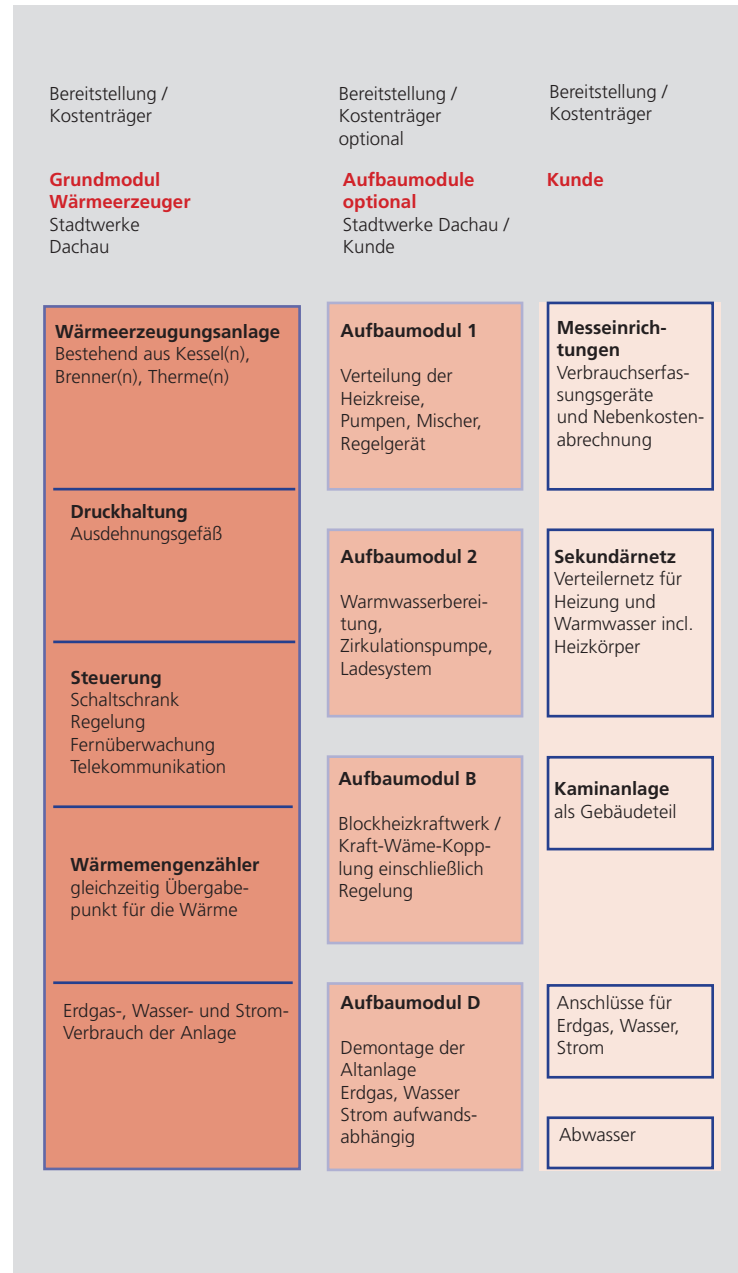 Bereitstellung /
Kostenträger
Grundmodul
Wärmeerzeuger
Stadtwerke
Dachau
Wärmeerzeugungsanlage
Bestehend aus Kessel(n),
Brenner(n), Therme(n)
Druckhaltung
Ausdehnungsgefäß
Steuerung
Schaltschrank
Regelung
Fernüberwachung
Telekommunikation
Wärmemengenzähler
gleichzeitig Übergabe-
punkt für die Wärme
Erdgas-, Wasser- und Strom-
Verbrauch der Anlage
Bereitstellung /
Kostenträger
optional
Aufbaumodule
optional
Stadtwerke Dachau /
Kunde
Aufbaumodul 1
Verteilung der
Heizkreise,
Pumpen, Mischer,
Regelgerät
Aufbaumodul 2
Warmwasserberei-
tung,
Zirkulationspumpe,
Ladesystem
Aufbaumodul B
Blockheizkraftwerk /
Kraft-Wäme-Kopp-
lung einschließlich
Regelung
Aufbaumodul D
Demontage der
Altanlage
Erdgas, Wasser
Strom aufwands-
abhängig
Bereitstellung /
Kostenträger
Kunde
Messeinrich-
tungen
Verbrauchserfas-
sungsgeräte
und Nebenkosten-
abrechnung
Sekundärnetz
Verteilernetz für
Heizung und
Warmwasser incl.
Heizkörper
Kaminanlage
als Gebäudeteil
Anschlüsse für
Erdgas, Wasser,
Strom
Abwasser